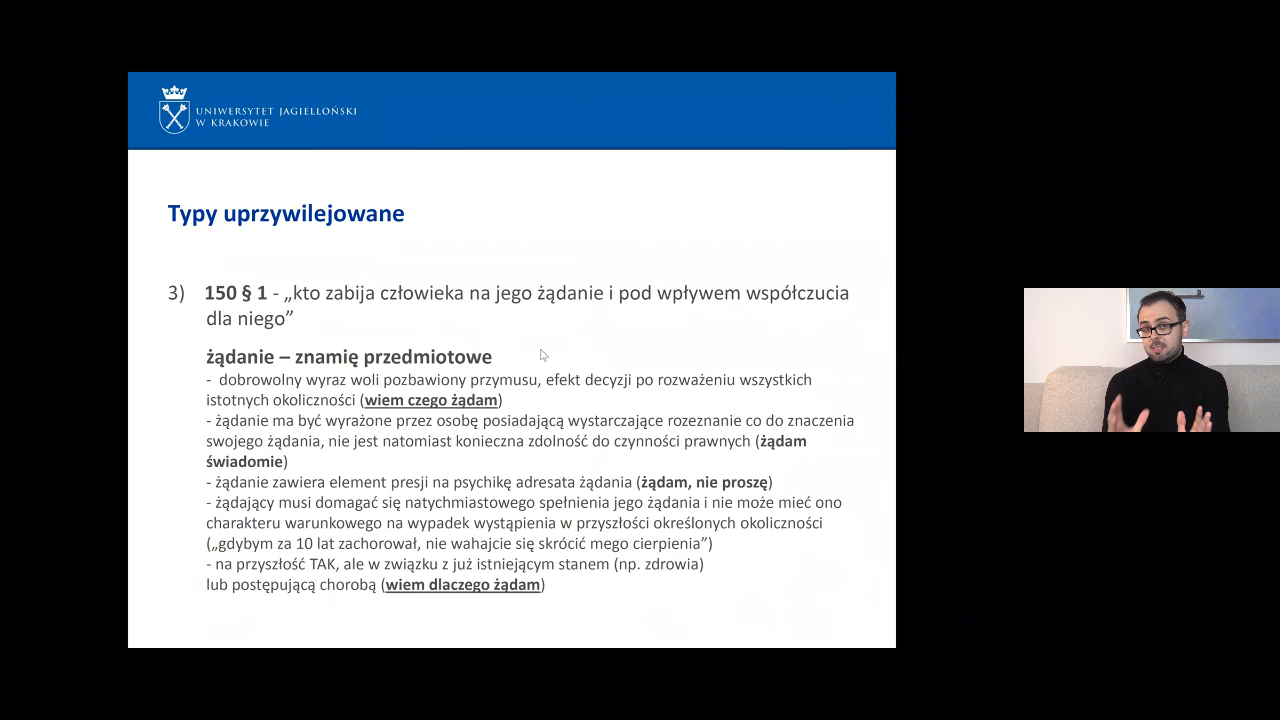 UNIWERSYTET JAGIELLOŃSKI
W KRAKOWIE
Typy uprzywilejowane
3) 150 § 1 - „kto zabija człowieka na jego żądanie i pod wpływem współczucia
dla niego”
żądanie – znamię przedmiotowe
- dobrowolny wyraz woli pozbawiony przymusu, efekt decyzji po rozważeniu wszystkich
istotnych okoliczności (wiem czego żądam)
- żądanie ma być wyrażone przez osobę posiadającą wystarczające rozeznanie co do znaczenia
swojego żądania, nie jest natomiast konieczna zdolność do czynności prawnych (żądam
świadomie)
- żądanie zawiera element presji na psychikę adresata żądania (żądam, nie proszę)
- żądający musi domagać się natychmiastowego spełnienia jego żądania i nie może mieć ono
charakteru warunkowego na wypadek wystąpienia w przyszłości określonych okoliczności
(„gdybym za 10 lat zachorował, nie wahajcie się skrócić mego cierpienia”)
- na przyszłość TAK, ale w związku z już istniejącym stanem (np. zdrowia)
lub postępującą chorobą (wiem dlaczego żądam)